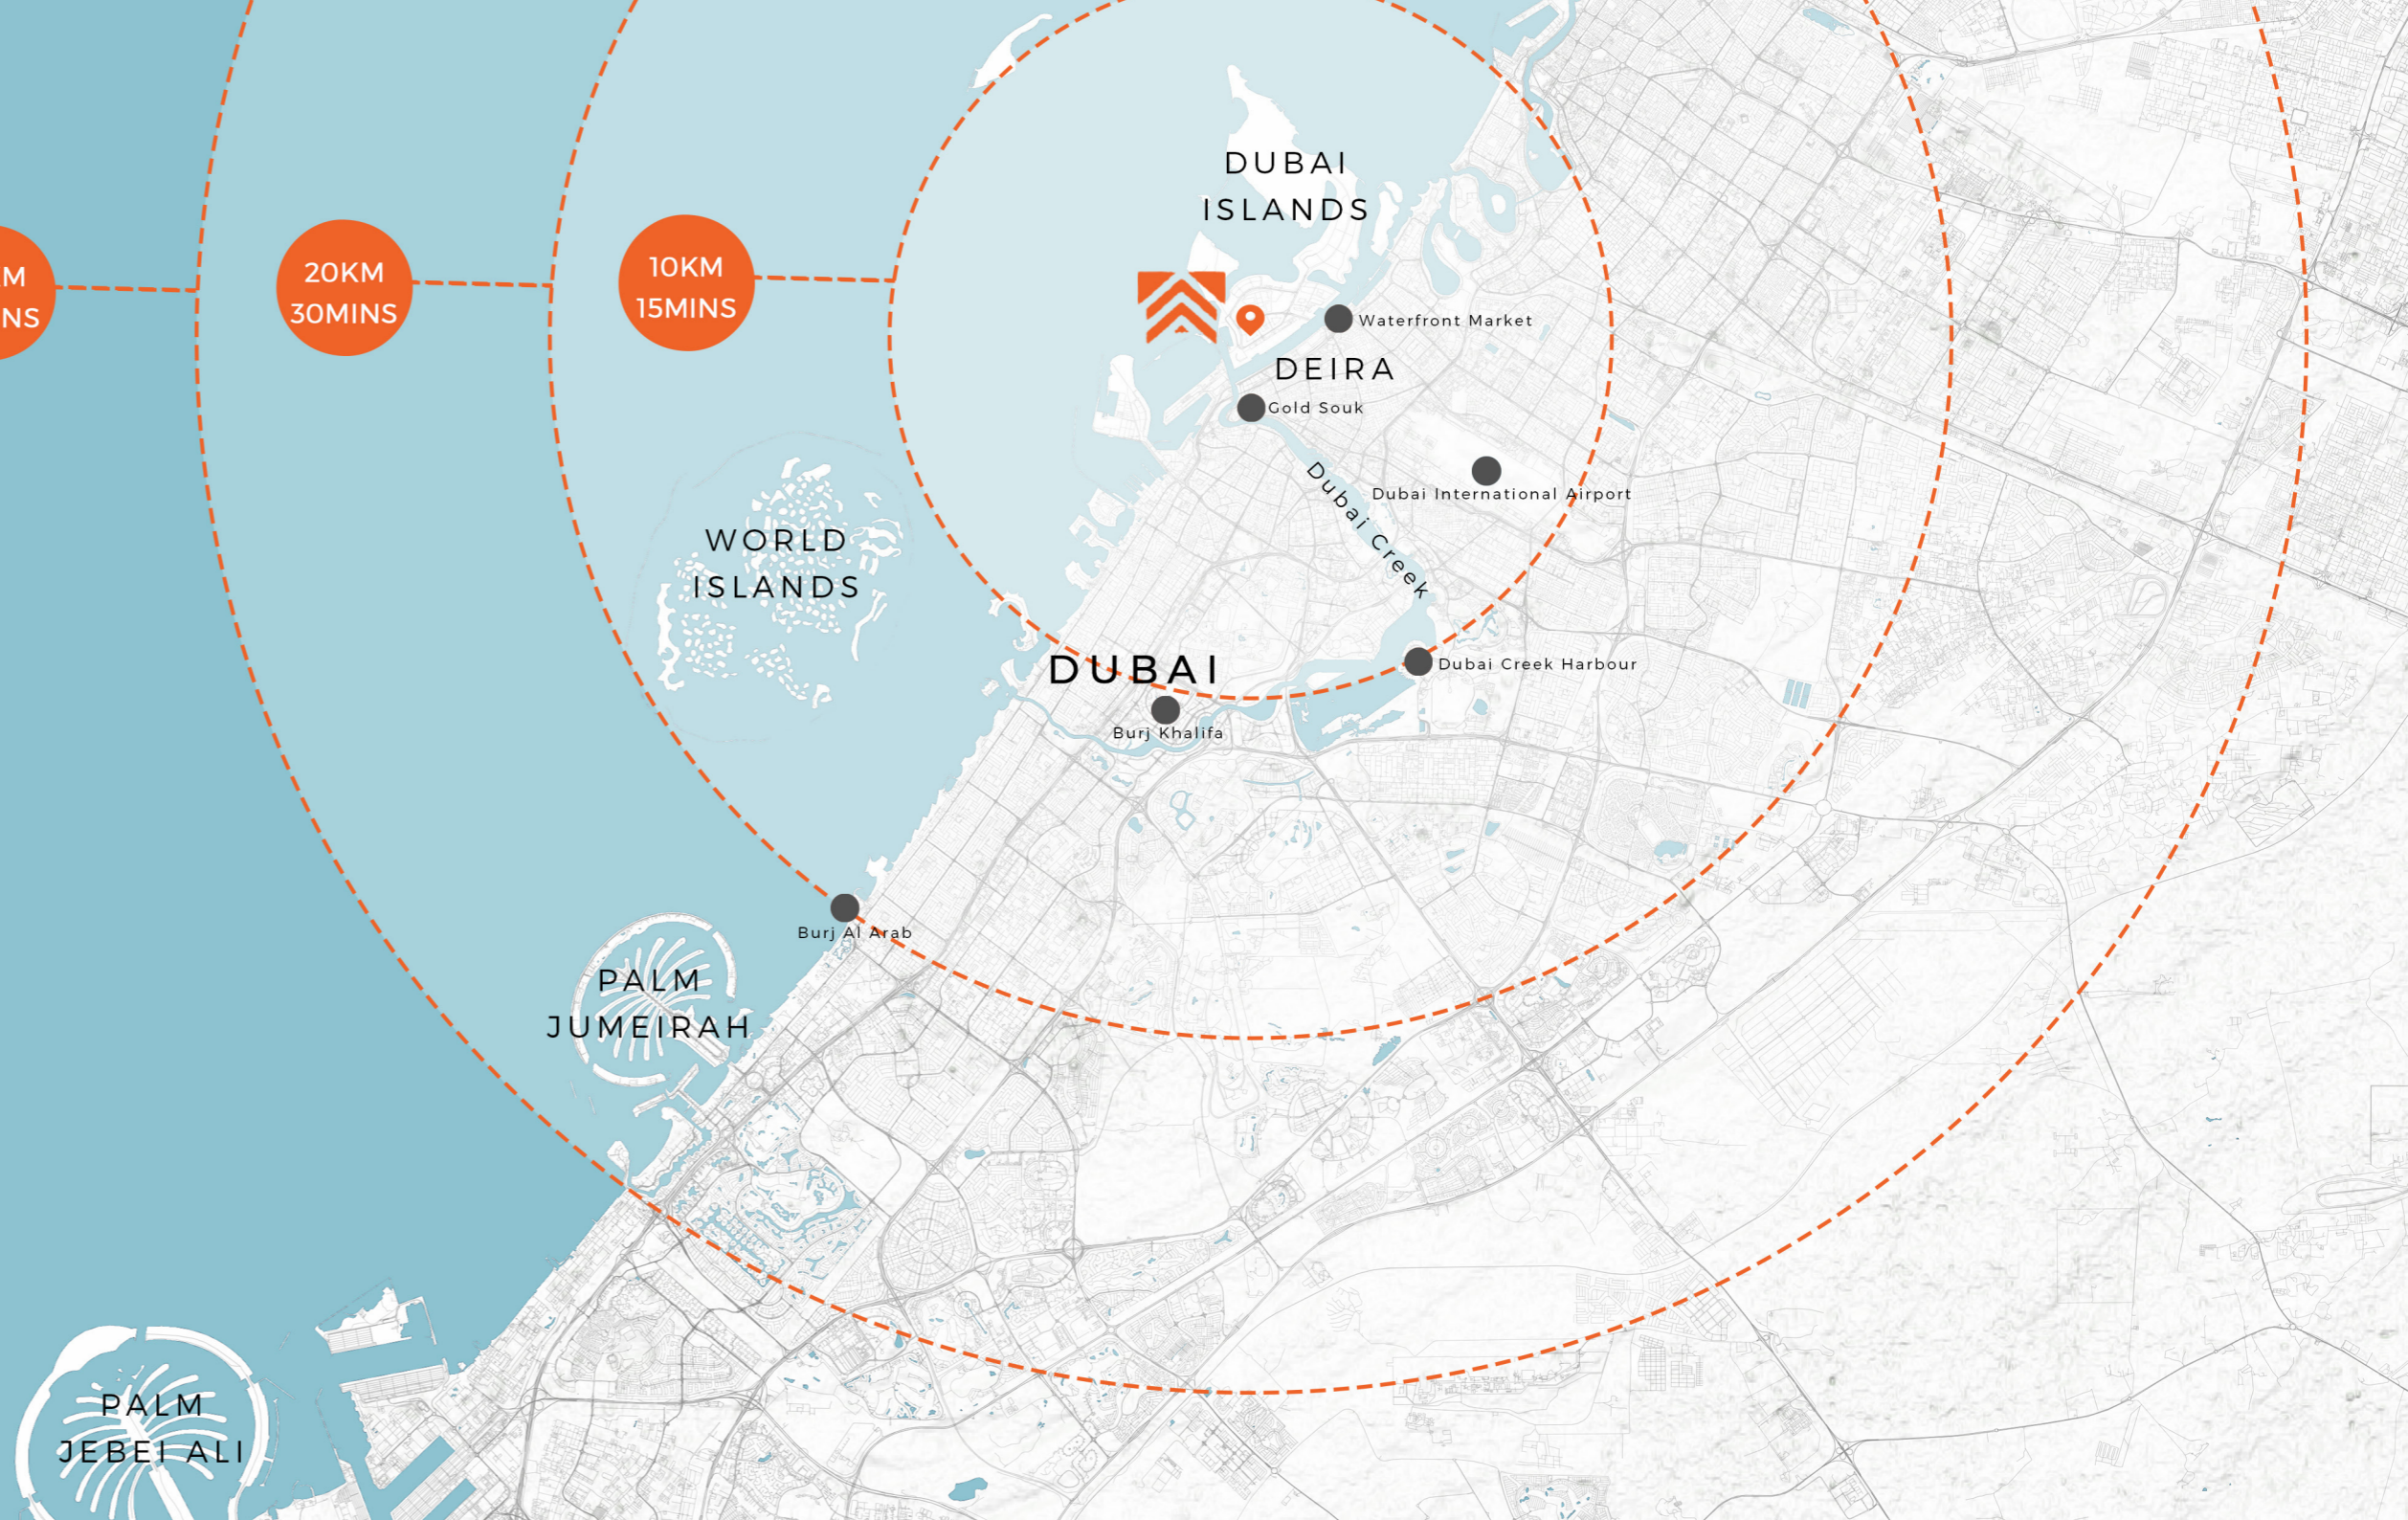 DUBAI
ISLANDS
M
NS
20KM
30MINS
10KM
15MINS
Waterfront Market
DEIRA
Gold Souk
Dubai International Airport
Dubai Creek
WORLD
ISLANDS
DUBAI
Dubai Creek Harbour
Burj Khalifa
Burj Al Arab
PALM
JUMEIRAH
PALM
JEBEl ALI